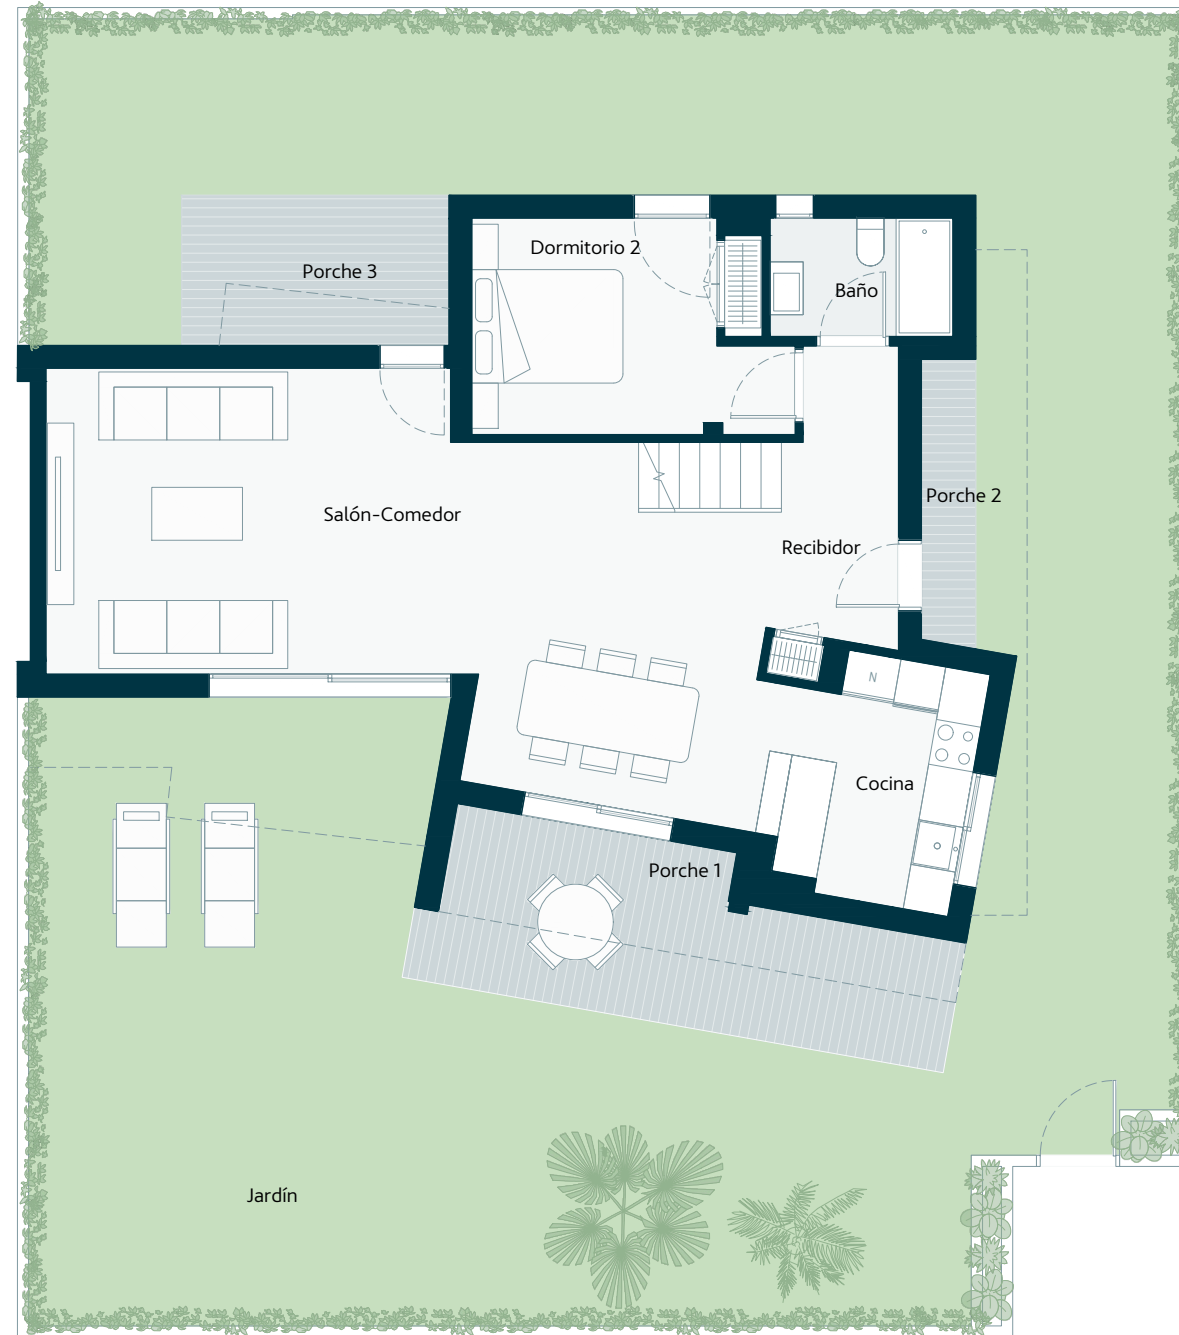 Dormitorio 2
Porche 3
Baño
Porche 2
Salón-Comedor
Recibidor
N
Cocina
Porche 1
Jardín